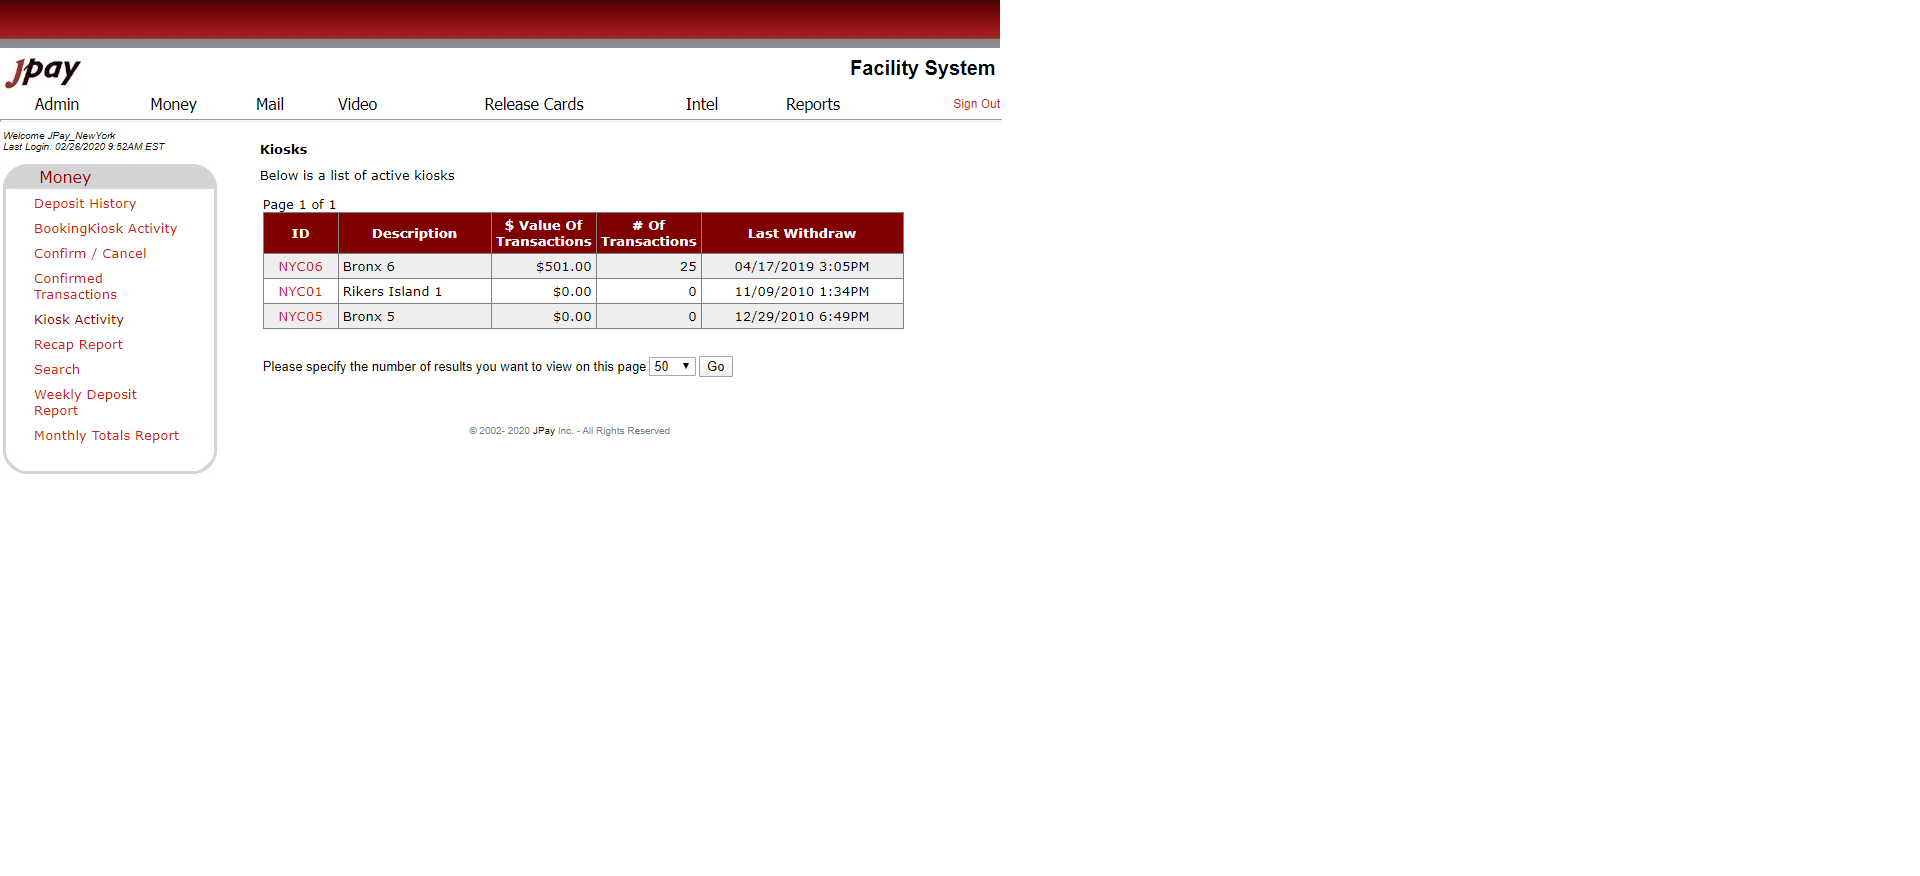 JPay
Facility System
Admin Money Mail Video Release Cards Intel Reports Sign Out
Welcome JPay_NewYork
Last Login: 02/26/2020 9:52AM EST
Money
Deposit History
BookingKiosk Activity
Confirm / Cancel
Confirmed
Transactions
Kiosk Activity
Recap Report
Search
Weekly Deposit
Report
Monthly Totals Report
Kiosks
Below is a list of active kiosks
Page 1 of 1
ID Description $ Value Of Transactions # Of Transactions Last Withdraw
NYC06 Bronx 6 $501.00 25 04/17/2019 3:05PM
NYC01 Rikers Island 1 $0.00 0 11/09/2010 1:34PM
NYC05 Bronx 5 $0.00 0 12/29/2010 6:49PM
Please specify the number of results you want to view on this page 50 Go
© 2002- 2020 JPay Inc. - All Rights Reserved